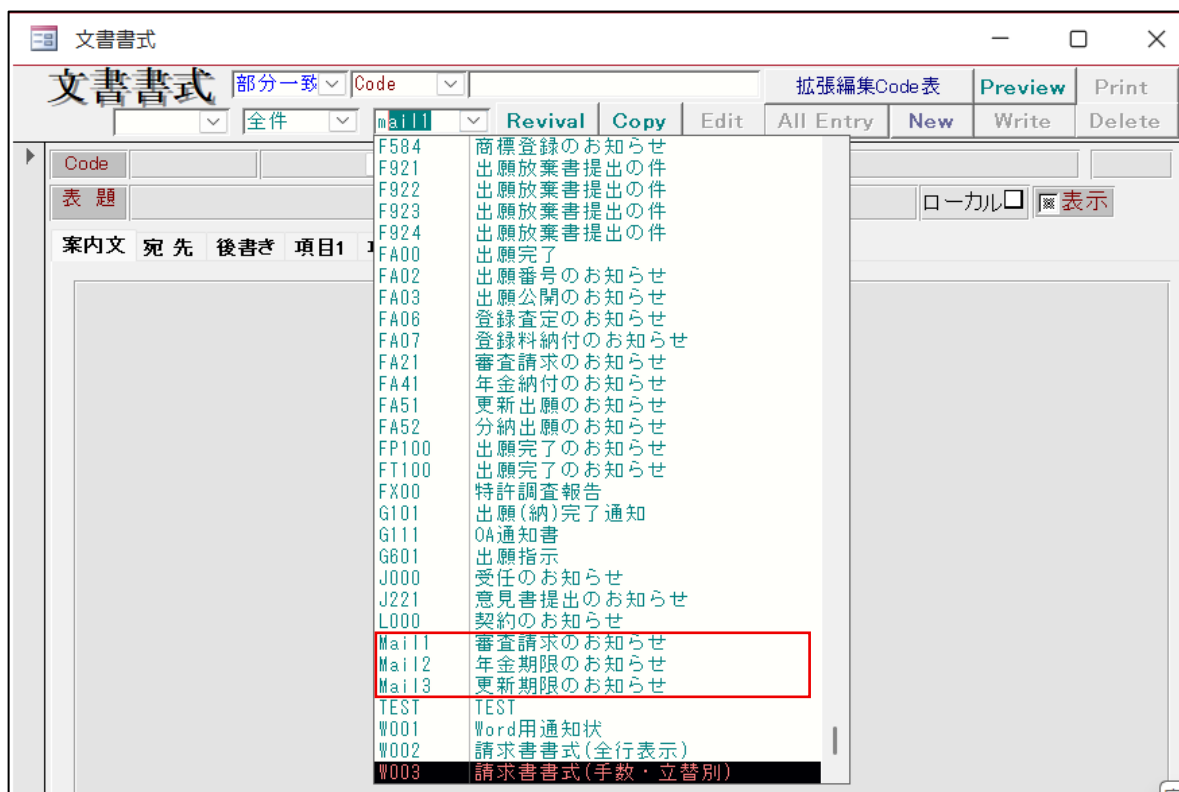 文書書式
文書書式 部分一致 Code 拡張編集Code表 Preview Print
全件 mail1 Revival Copy Edit All Entry New Write Delete
Code
表 題 ローカル 表示
案内文 宛 先 後書き 項目1
F584 商標登録のお知らせ
F921 出願放棄書提出の件
F922 出願放棄書提出の件
F923 出願放棄書提出の件
F924 出願放棄書提出の件
FA00 出願完了
FA02 出願番号のお知らせ
FA03 出願公開のお知らせ
FA06 登録査定のお知らせ
FA07 登録料納付のお知らせ
FA21 審査請求のお知らせ
FA41 年金納付のお知らせ
FA51 更新出願のお知らせ
FA52 分納出願のお知らせ
FP100 出願完了のお知らせ
FT100 出願完了のお知らせ
FX00 特許調査報告
G101 出願(納)完了通知
G111 OA通知書
G601 出願指示
J000 受任のお知らせ
J221 意見書提出のお知らせ
L000 契約のお知らせ
Mail1 審査請求のお知らせ
Mail2 年金期限のお知らせ
Mail3 更新期限のお知らせ
TEST TEST
W001 Word用通知状
W002 請求書書式(全行表示)
W003 請求書書式(手数・立替別)